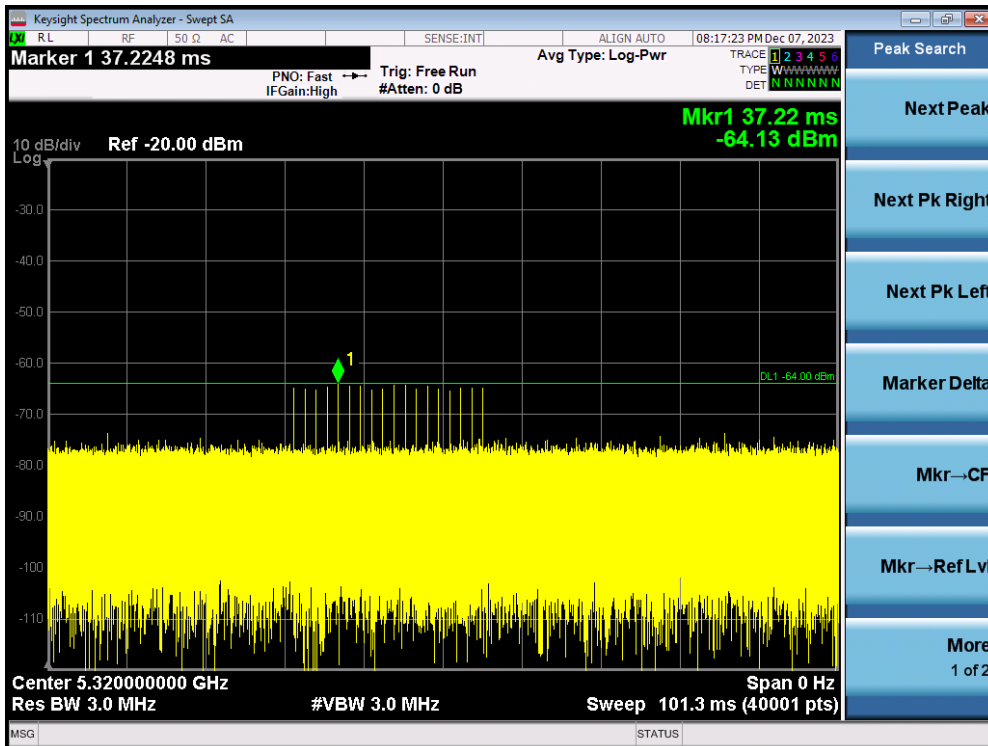 Keysight Spectrum Analyzer - Swept SA
LXI RL RF 50 Ω AC SENSE:INT ALIGN AUTO 08:17:23 PM Dec 07, 2023
Marker 1 37.2248 ms
PNO: Fast Trig: Free Run
IFGain:High #Atten: 0 dB
Avg Type: Log-Pwr
TRACE 1 2 3 4 5 6
TYPE WWWWWW
DET N N N N N N
Mkr1 37.22 ms
-64.13 dBm
10 dB/div Ref -20.00 dBm
Log
-30.0
-40.0
-50.0
-60.0
1
DL1 -64.00 dBm
-70.0
-80.0
-90.0
-100
-110
Center 5.320000000 GHz Span 0 Hz
Res BW 3.0 MHz #VBW 3.0 MHz Sweep 101.3 ms (40001 pts)
MSG STATUS
Peak Search
Next Peak
Next Pk Right
Next Pk Left
Marker Delta
Mkr→CF
Mkr→Ref Lvl
More
1 of 2